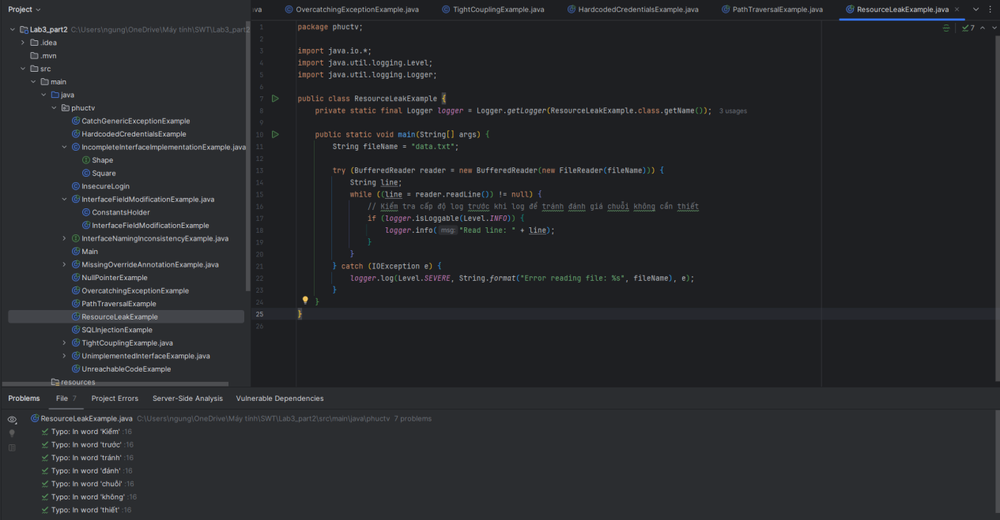 Project
va
OvercatchingExceptionExample.java
TightCouplingExample.java
HardcodedCredentialsExample.java
PathTraversalExample.java
ResourceLeakExample.java
Lab3_part2 C:\Users\ngung\OneDrive\Máy tính\SWT\Lab3_part2
.idea
.mvn
src
main
java
phuctv
CatchGenericExceptionExample
HardcodedCredentialsExample
IncompleteInterfaceImplementationExample.java
Shape
Square
InsecureLogin
InterfaceFieldModificationExample.java
ConstantsHolder
InterfaceFieldModificationExample
InterfaceNamingInconsistencyExample.java
Main
MissingOverrideAnnotationExample.java
NullPointerExample
OvercatchingExceptionExample
PathTraversalExample
ResourceLeakExample
SQLInjectionExample
TightCouplingExample.java
UnimplementedInterfaceExample.java
UnreachableCodeExample
resources
7
1 package phuctv;
2
3 import java.io.*;
4 import java.util.logging.Level;
5 import java.util.logging.Logger;
6
7 public class ResourceLeakExample {
8 private static final Logger logger = Logger.getLogger(ResourceLeakExample.class.getName()); 3 usages
9
10 public static void main(String[] args) {
11 String fileName = "data.txt";
12
13 try (BufferedReader reader = new BufferedReader(new FileReader(fileName))) {
14 String line;
15 while ((line = reader.readLine()) != null) {
16 // Kiểm tra cấp độ log trước khi log để tránh đánh giá chuỗi không cần thiết
17 if (logger.isLoggable(Level.INFO)) {
18 logger.info( msg: "Read line: " + line);
19 }
20 }
21 } catch (IOException e) {
22 logger.log(Level.SEVERE, String.format("Error reading file: %s", fileName), e);
23 }
24 }
25 }
26
Problems
File 7
Project Errors
Server-Side Analysis
Vulnerable Dependencies
ResourceLeakExample.java C:\Users\ngung\OneDrive\Máy tính\SWT\Lab3_part2\src\main\java\phuctv 7 problems
Typo: In word 'Kiểm' :16
Typo: In word 'trước' :16
Typo: In word 'tránh' :16
Typo: In word 'đánh' :16
Typo: In word 'chuỗi' :16
Typo: In word 'không' :16
Typo: In word 'thiết' :16